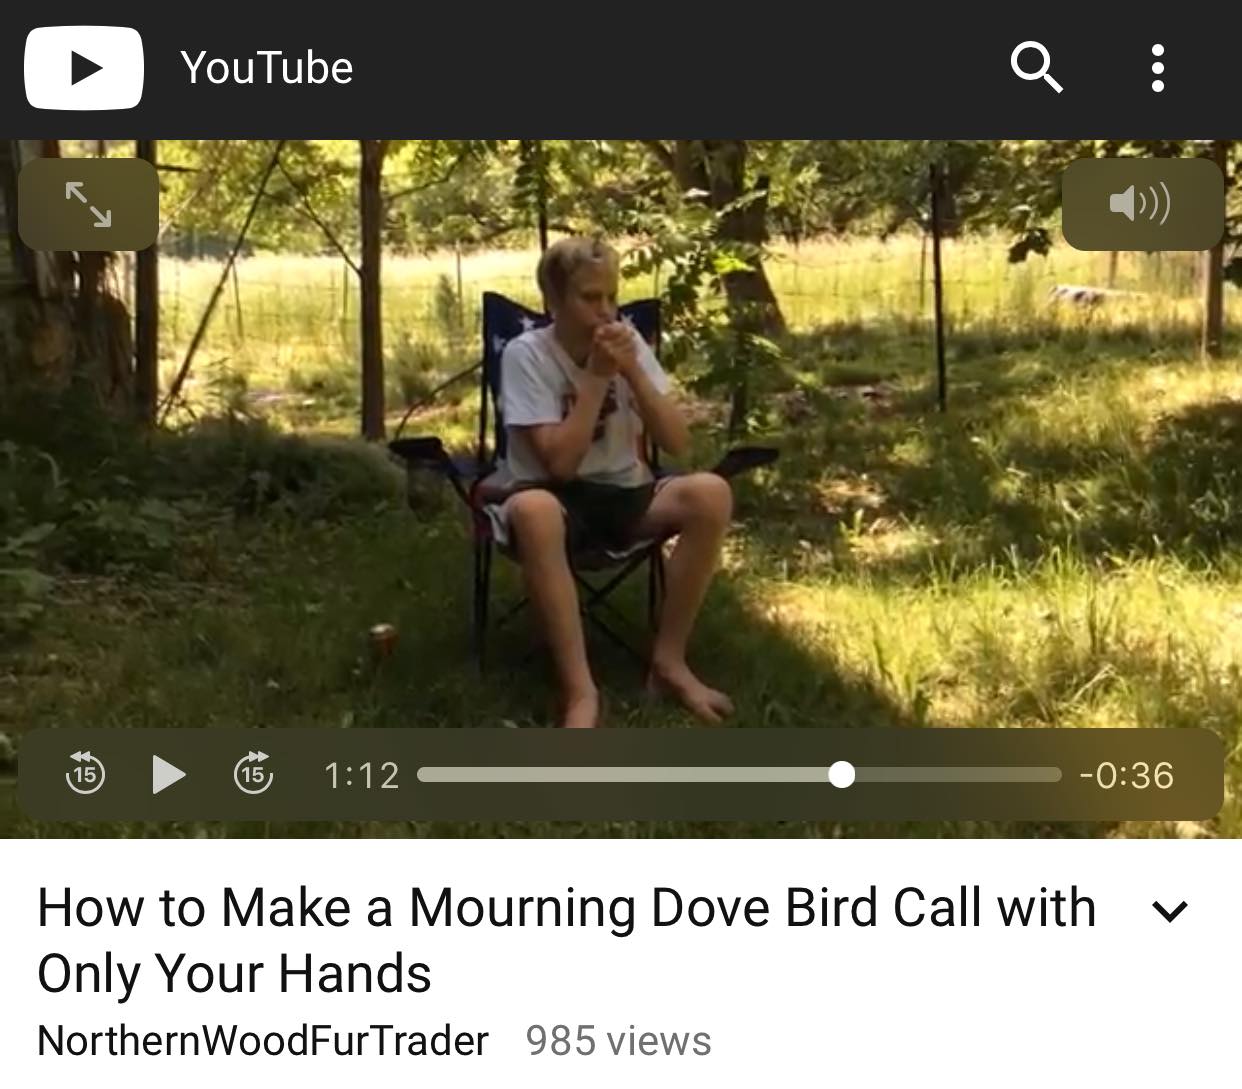 YouTube
15
15
1:12
-0:36
How to Make a Mourning Dove Bird Call with
Only Your Hands
NorthernWoodFurTrader 985 views